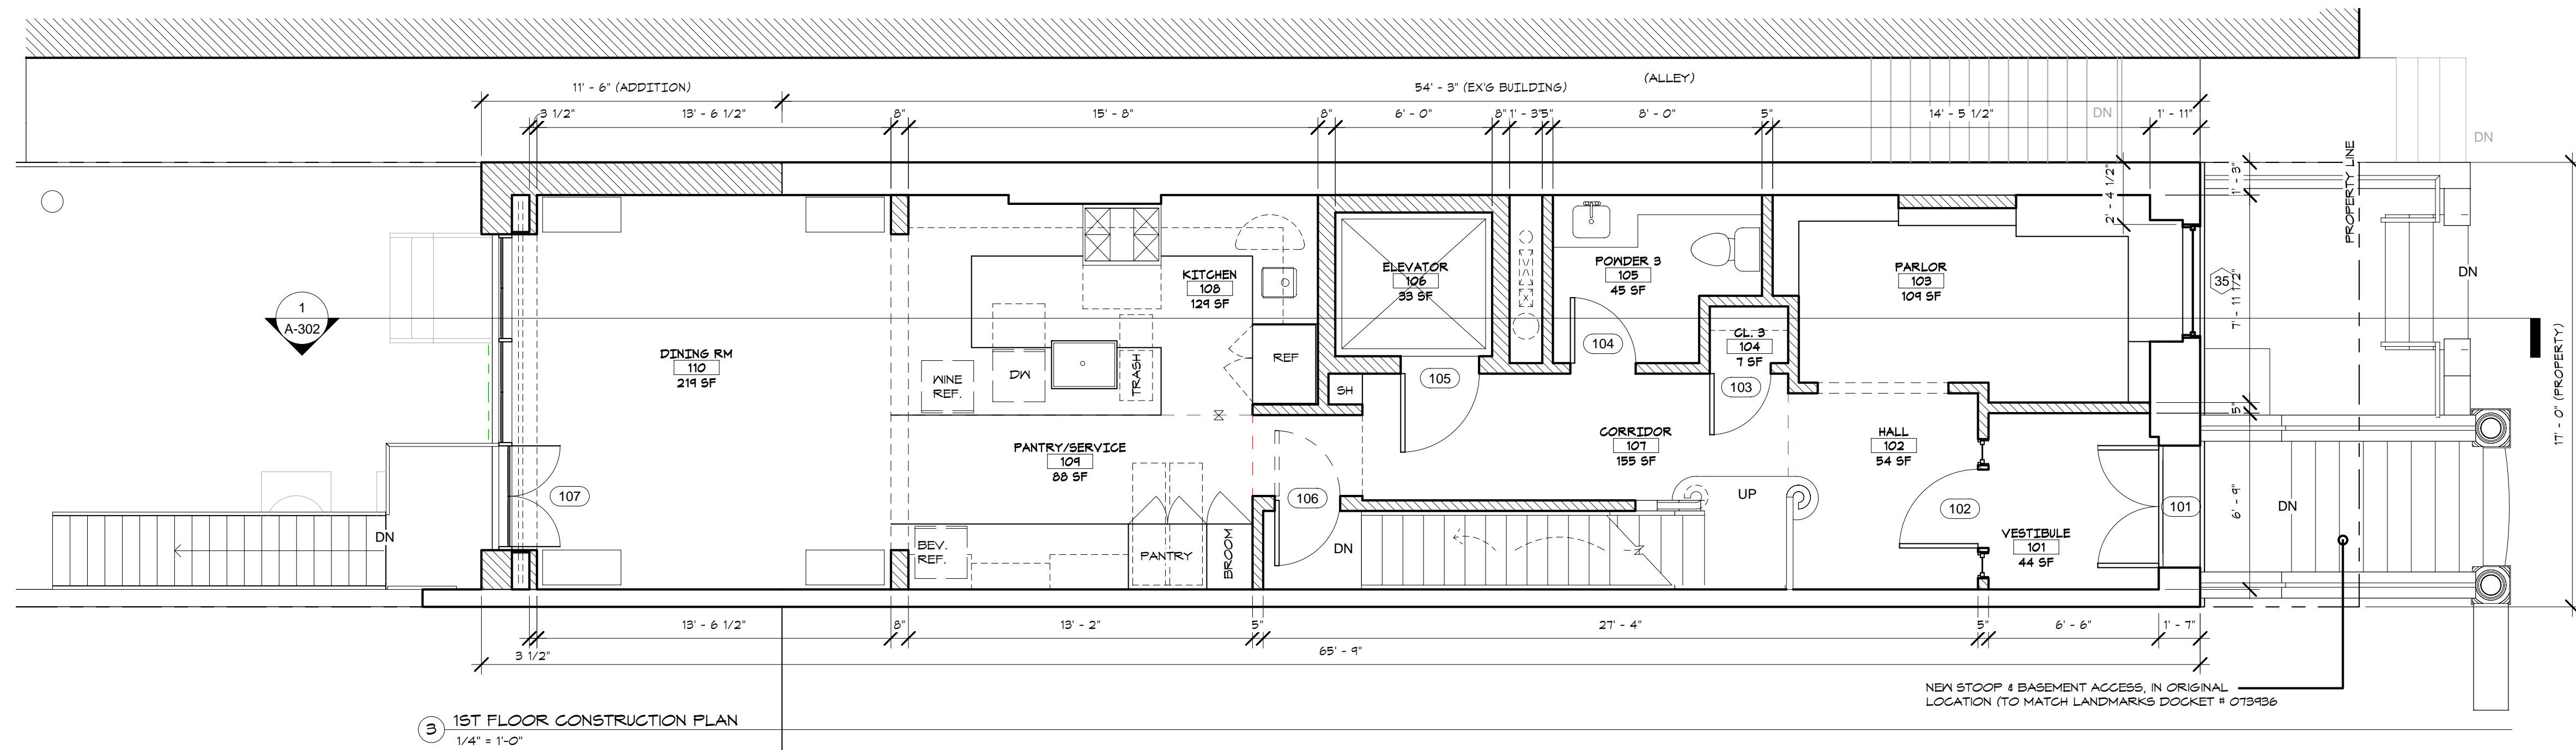 (ALLEY)
11' - 6" (ADDITION)
54' - 3" (EX'G BUILDING)
3 1/2"
13' - 6 1/2"
8"
15' - 8"
8"
6' - 0"
8"
1' - 3"
5"
8' - 0"
5"
14' - 5 1/2"
1' - 11"
DN
DN
PROPERTY LINE
2' - 4 1/2"
1' - 3"
7' - 11 1/2"
5"
6' - 9"
17' - 0" (PROPERTY)
35
DN
DN
1
A-302
DINING RM
110
219 SF
KITCHEN
108
129 SF
WINE
REF.
DW
TRASH
REF
SH
ELEVATOR
106
33 SF
105
POWDER 3
105
45 SF
104
CL. 3
104
7 SF
103
PARLOR
103
109 SF
PANTRY/SERVICE
109
88 SF
CORRIDOR
107
155 SF
HALL
102
54 SF
UP
107
106
102
101
VESTIBULE
101
44 SF
DN
BEV.
REF.
PANTRY
BROOM
DN
13' - 6 1/2"
8"
13' - 2"
5"
27' - 4"
5"
6' - 6"
1' - 7"
3 1/2"
65' - 9"
NEW STOOP & BASEMENT ACCESS, IN ORIGINAL
LOCATION (TO MATCH LANDMARKS DOCKET # 073936
3
1ST FLOOR CONSTRUCTION PLAN
1/4" = 1'-0"